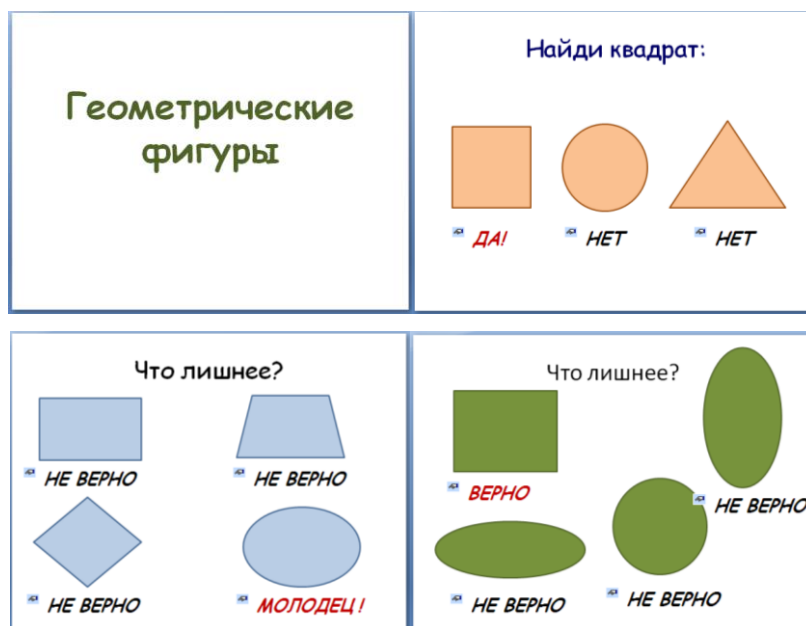 Геометрические
фигуры
Найди квадрат:
ДА!
НЕТ
НЕТ
Что лишнее?
НЕ ВЕРНО
НЕ ВЕРНО
НЕ ВЕРНО
МОЛОДЕЦ!
Что лишнее?
ВЕРНО
НЕ ВЕРНО
НЕ ВЕРНО
НЕ ВЕРНО